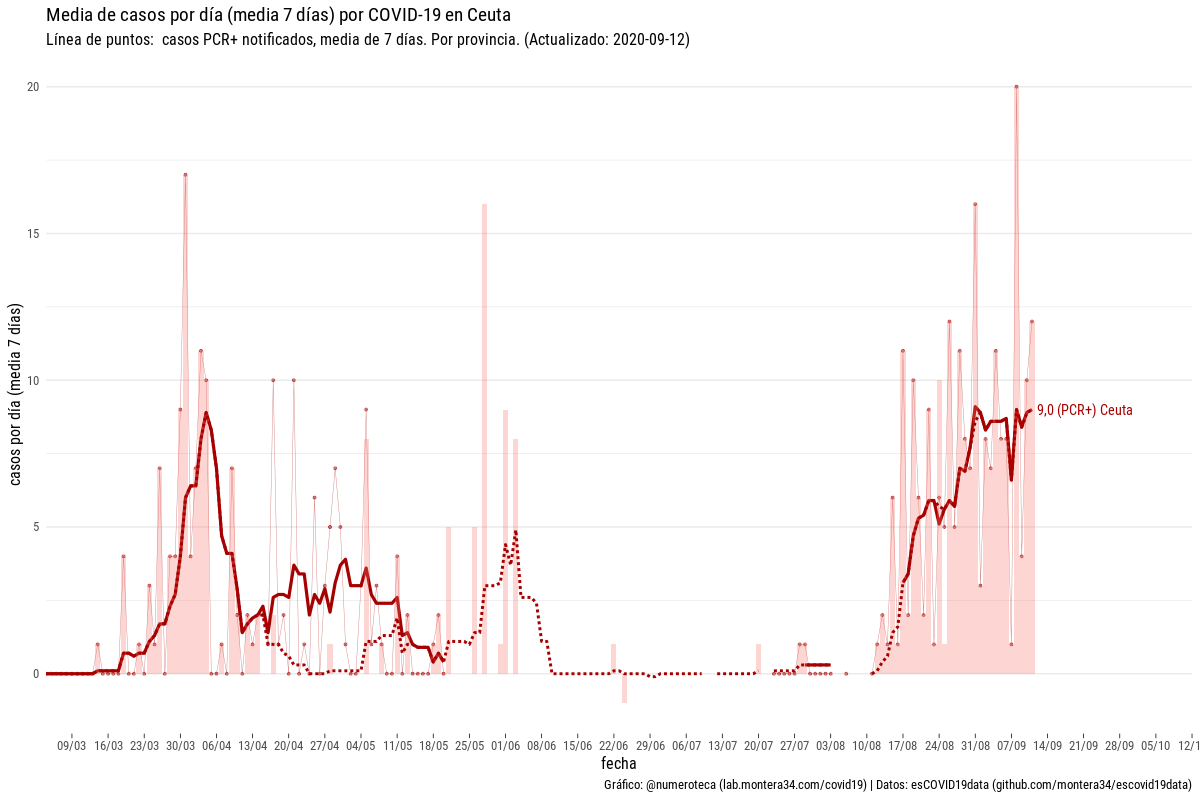 Media de casos por día (media 7 días) por COVID-19 en Ceuta
Línea de puntos:  casos PCR+ notificados, media de 7 días. Por provincia. (Actualizado: 2020-09-12)
casos por día (media 7 días)
20
15
10
5
0
9,0 (PCR+) Ceuta
09/03 16/03 23/03 30/03 06/04 13/04 20/04 27/04 04/05 11/05 18/05 25/05 01/06 08/06 15/06 22/06 29/06 06/07 13/07 20/07 27/07 03/08 10/08 17/08 24/08 31/08 07/09 14/09 21/09 28/09 05/10 12/1
fecha
Gráfico: @numeroteca (lab.montera34.com/covid19) | Datos: esCOVID19data (github.com/montera34/escovid19data)